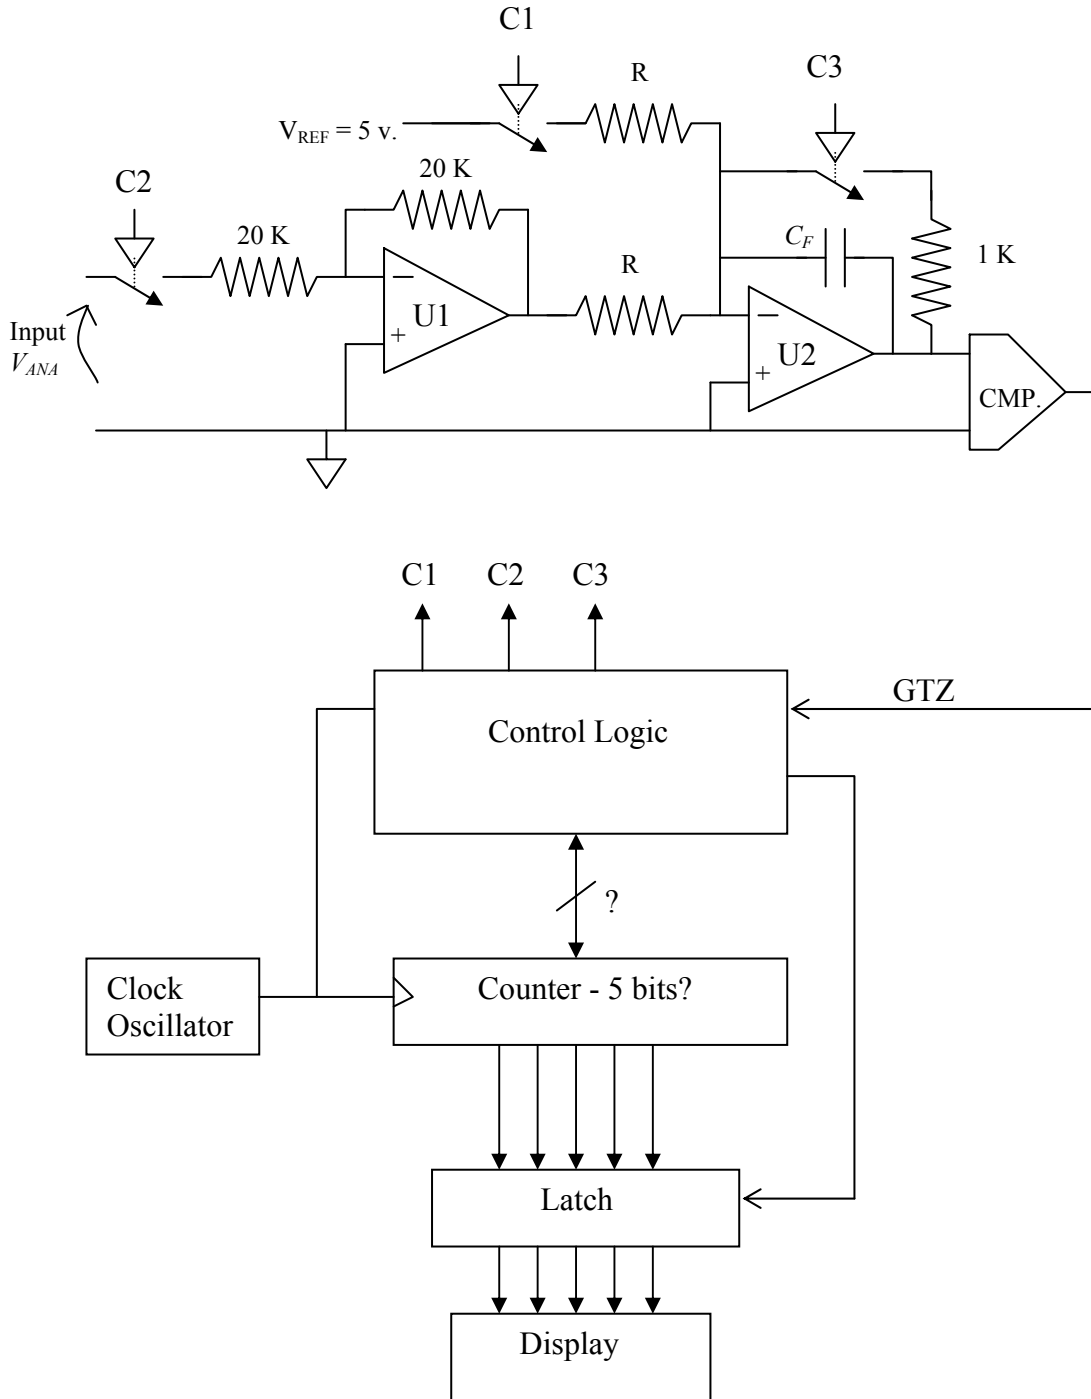 C1
R
C3
V_REF = 5 v.
20 K
C2
20 K
C_F
R
1 K
Input
V_ANA
−
U1
+
−
U2
+
CMP.
C1 C2 C3
GTZ
Control Logic
?
Clock
Oscillator
Counter - 5 bits?
Latch
Display